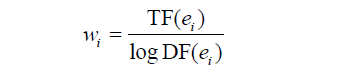 w_i = TF(e_i) / log DF(e_i)